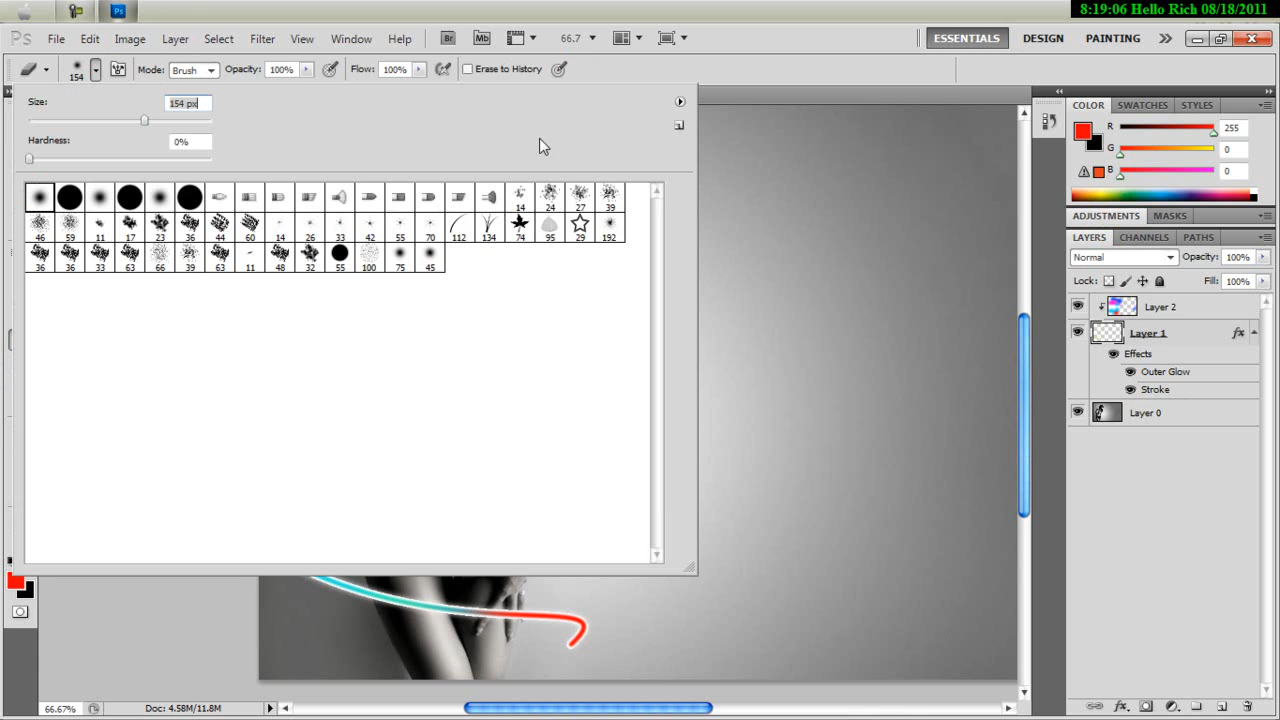 8:19:06 Hello Rich 08/18/2011
Ps File Edit Image Layer Select Filter View Window Help Br Mb 66.7 ESSENTIALS DESIGN PAINTING
154 Mode: Brush Opacity: 100% Flow: 100% Erase to History
Size: 154 px
Hardness: 0%
14 24 27 39
46 59 11 17 23 36 44 60 14 26 33 42 55 70 112 134 74 95 29 192
36 36 33 63 66 39 63 11 48 32 55 100 75 45
COLOR SWATCHES STYLES
R 255
G 0
B 0
ADJUSTMENTS MASKS
LAYERS CHANNELS PATHS
Normal Opacity: 100%
Lock: Fill: 100%
Layer 2
Layer 1 fx
Effects
Outer Glow
Stroke
Layer 0
66.67% Doc: 4.58M/11.8M fx